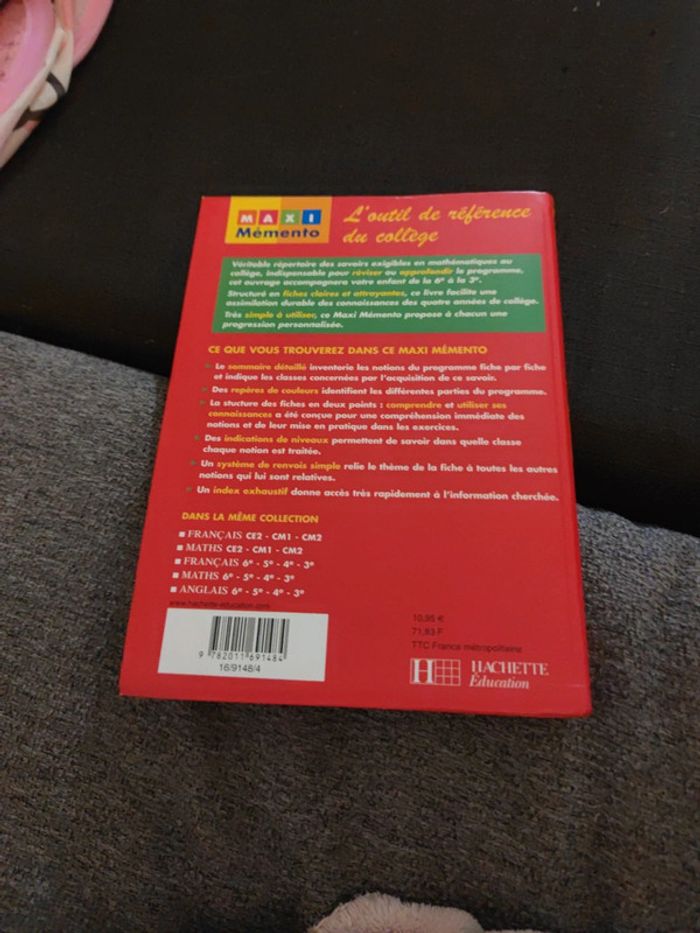 MAXI
Mémento
L'outil de référence
du collège
Véritable répertoire des savoirs exigibles en mathématiques au
collège, indispensable pour réviser ou approfondir le programme,
cet ouvrage accompagnera votre enfant de la 6e à la 3e.
Structuré en fiches claires et attrayantes, ce livre facilite une
assimilation durable des connaissances des quatre années de collège.
Très simple à utiliser, ce Maxi Mémento propose à chacun une
progression personnalisée.
CE QUE VOUS TROUVEREZ DANS CE MAXI MÉMENTO
Le sommaire détaillé inventorie les notions du programme fiche par fiche
et indique les classes concernées par l'acquisition de ce savoir.
Des repères de couleurs identifient les différentes parties du programme.
La stucture des fiches en deux points : comprendre et utiliser ses
connaissances a été conçue pour une compréhension immédiate des
notions et de leur mise en pratique dans les exercices.
Des indications de niveaux permettent de savoir dans quelle classe
chaque notion est traitée.
Un système de renvois simple relie le thème de la fiche à toutes les autres
notions qui lui sont relatives.
Un index exhaustif donne accès très rapidement à l'information cherchée.
DANS LA MÊME COLLECTION
FRANÇAIS CE2 - CM1 - CM2
MATHS CE2 - CM1 - CM2
FRANÇAIS 6e - 5e - 4e - 3e
MATHS 6e - 5e - 4e - 3e
ANGLAIS 6e - 5e - 4e - 3e
www.hachette-education.com
9 782011 691484
16/9148/4
10,95 €
71,83 F
TTC France métropolitaine
H HACHETTE
Éducation